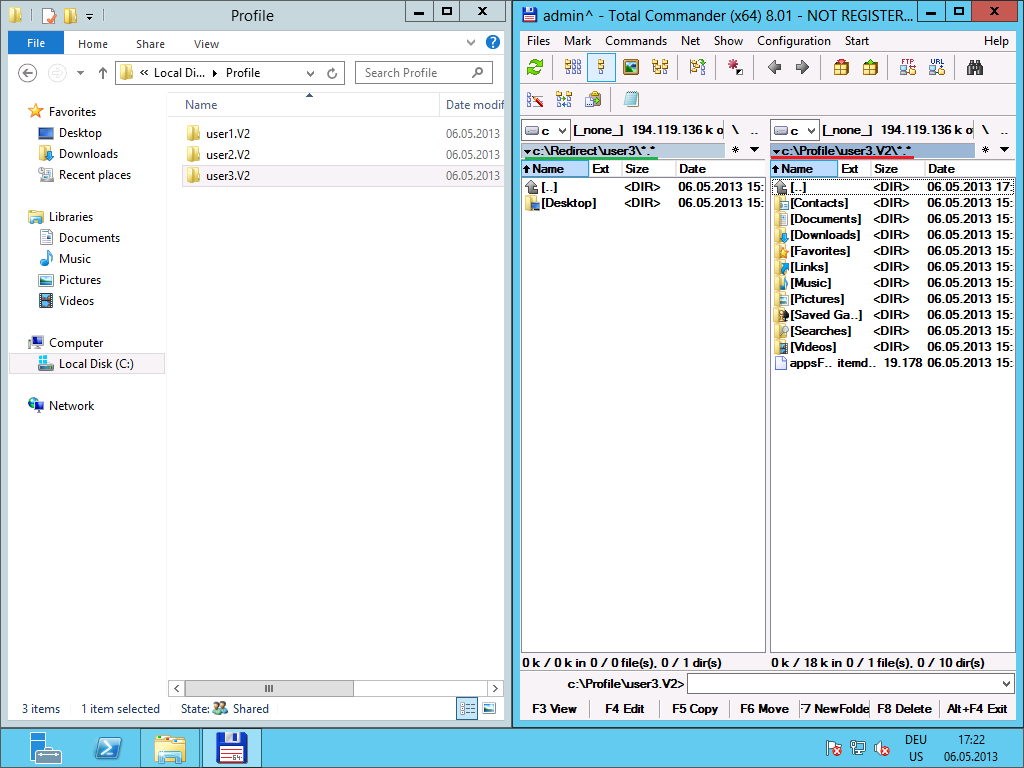 Profile
File Home Share View
« Local Di... ▸ Profile
Search Profile
Favorites
Desktop
Downloads
Recent places
Libraries
Documents
Music
Pictures
Videos
Computer
Local Disk (C:)
Network
Name Date modif
user1.V2 06.05.2013
user2.V2 06.05.2013
user3.V2 06.05.2013
3 items 1 item selected State: Shared
admin^ - Total Commander (x64) 8.01 - NOT REGISTER...
Files Mark Commands Net Show Configuration Start Help
FTP URL
c [_none_] 194.119.136 k o \ ..
c:\Redirect\user3\*.* *
Name Ext Size Date
[..] <DIR> 06.05.2013 15:
[Desktop] <DIR> 06.05.2013 15:
0 k / 0 k in 0 / 0 file(s), 0 / 1 dir(s)
c [_none_] 194.119.136 k o \ ..
c:\Profile\user3.V2\*.* *
Name Ext Size Date
[..] <DIR> 06.05.2013 17:
[Contacts] <DIR> 06.05.2013 15:
[Documents] <DIR> 06.05.2013 15:
[Downloads] <DIR> 06.05.2013 15:
[Favorites] <DIR> 06.05.2013 15:
[Links] <DIR> 06.05.2013 15:
[Music] <DIR> 06.05.2013 15:
[Pictures] <DIR> 06.05.2013 15:
[Saved Ga..] <DIR> 06.05.2013 15:
[Searches] <DIR> 06.05.2013 15:
[Videos] <DIR> 06.05.2013 15:
appsF.. itemd.. 19.178 06.05.2013 15:
0 k / 18 k in 0 / 1 file(s), 0 / 10 dir(s)
c:\Profile\user3.V2>
F3 View F4 Edit F5 Copy F6 Move F7 NewFolde F8 Delete Alt+F4 Exit
DEU 17:22
US 06.05.2013